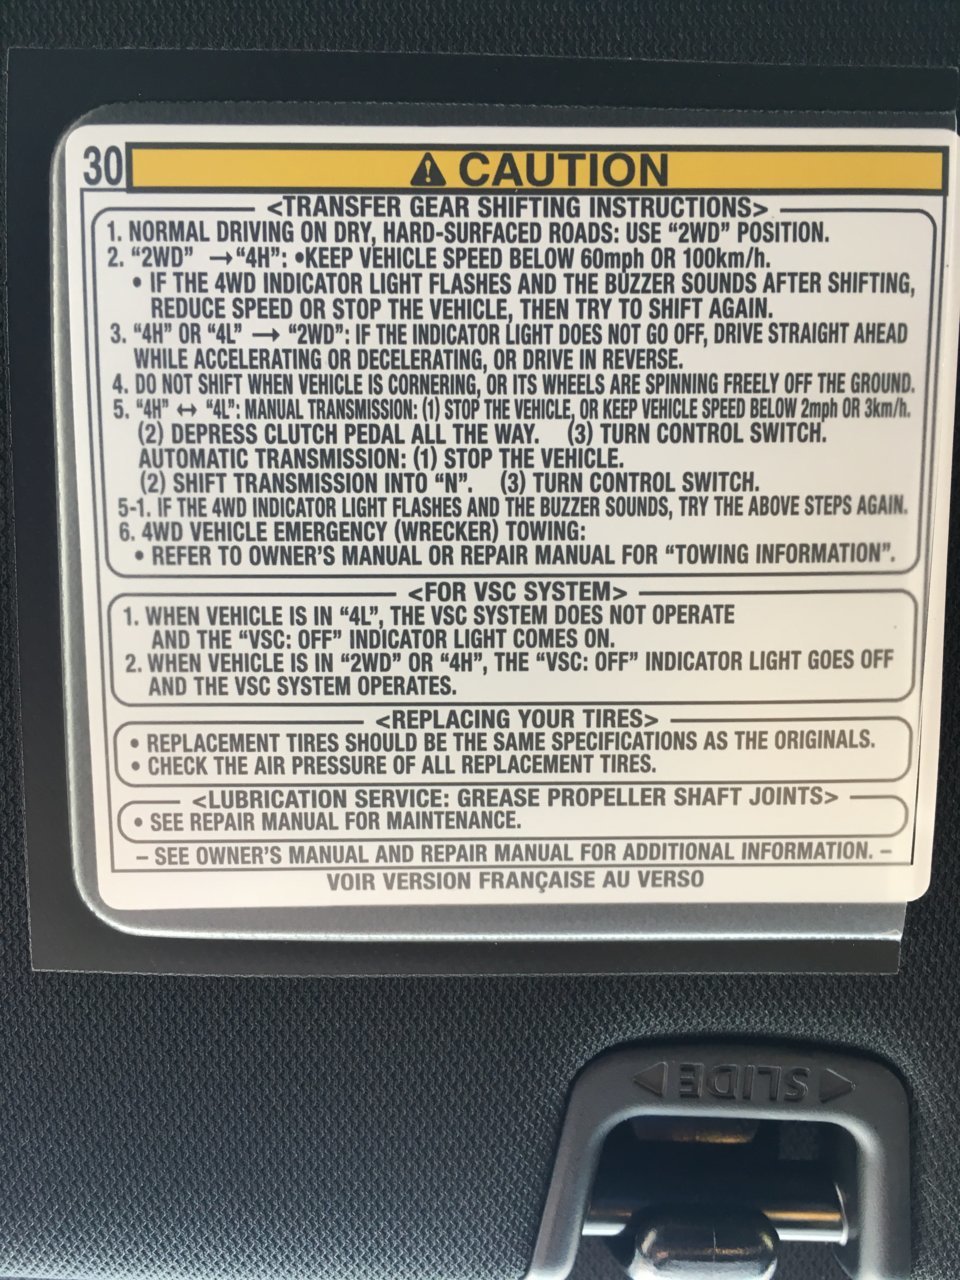 30 ⚠ CAUTION
<TRANSFER GEAR SHIFTING INSTRUCTIONS>
1. NORMAL DRIVING ON DRY, HARD-SURFACED ROADS: USE "2WD" POSITION.
2. "2WD" → "4H": •KEEP VEHICLE SPEED BELOW 60mph OR 100km/h.
• IF THE 4WD INDICATOR LIGHT FLASHES AND THE BUZZER SOUNDS AFTER SHIFTING,
REDUCE SPEED OR STOP THE VEHICLE, THEN TRY TO SHIFT AGAIN.
3. "4H" OR "4L" → "2WD": IF THE INDICATOR LIGHT DOES NOT GO OFF, DRIVE STRAIGHT AHEAD
WHILE ACCELERATING OR DECELERATING, OR DRIVE IN REVERSE.
4. DO NOT SHIFT WHEN VEHICLE IS CORNERING, OR ITS WHEELS ARE SPINNING FREELY OFF THE GROUND.
5. "4H" ↔ "4L": MANUAL TRANSMISSION: (1) STOP THE VEHICLE, OR KEEP VEHICLE SPEED BELOW 2mph OR 3km/h.
(2) DEPRESS CLUTCH PEDAL ALL THE WAY. (3) TURN CONTROL SWITCH.
AUTOMATIC TRANSMISSION: (1) STOP THE VEHICLE.
(2) SHIFT TRANSMISSION INTO "N". (3) TURN CONTROL SWITCH.
5-1. IF THE 4WD INDICATOR LIGHT FLASHES AND THE BUZZER SOUNDS, TRY THE ABOVE STEPS AGAIN.
6. 4WD VEHICLE EMERGENCY (WRECKER) TOWING:
• REFER TO OWNER'S MANUAL OR REPAIR MANUAL FOR "TOWING INFORMATION".
<FOR VSC SYSTEM>
1. WHEN VEHICLE IS IN "4L", THE VSC SYSTEM DOES NOT OPERATE
AND THE "VSC: OFF" INDICATOR LIGHT COMES ON.
2. WHEN VEHICLE IS IN "2WD" OR "4H", THE "VSC: OFF" INDICATOR LIGHT GOES OFF
AND THE VSC SYSTEM OPERATES.
<REPLACING YOUR TIRES>
• REPLACEMENT TIRES SHOULD BE THE SAME SPECIFICATIONS AS THE ORIGINALS.
• CHECK THE AIR PRESSURE OF ALL REPLACEMENT TIRES.
<LUBRICATION SERVICE: GREASE PROPELLER SHAFT JOINTS>
• SEE REPAIR MANUAL FOR MAINTENANCE.
– SEE OWNER'S MANUAL AND REPAIR MANUAL FOR ADDITIONAL INFORMATION. –
VOIR VERSION FRANÇAISE AU VERSO
SLIDE